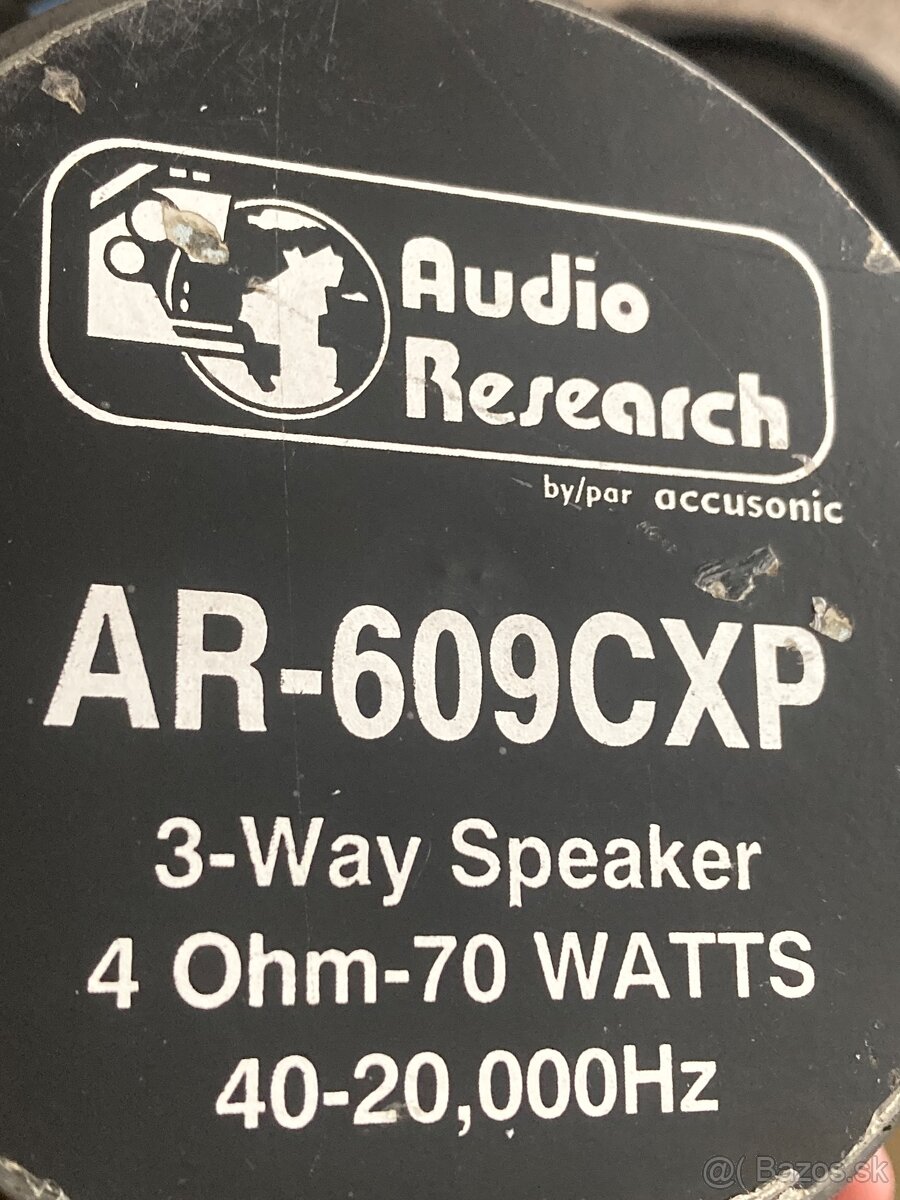 Audio
Research
by/par accusonic
AR-609CXP
3-Way Speaker
4 Ohm-70 WATTS
40-20,000Hz
@( Bazos.sk